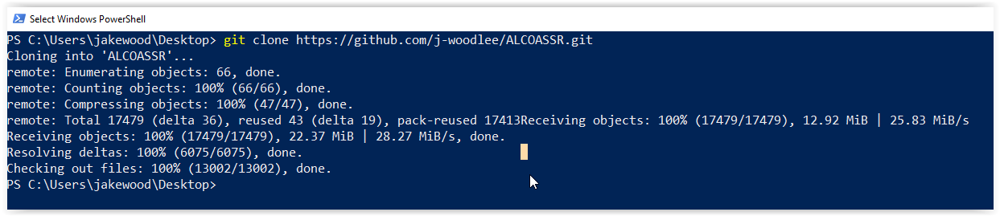 Select Windows PowerShell
PS C:\Users\jakewood\Desktop> git clone https://github.com/j-woodlee/ALCOASSR.git
Cloning into 'ALCOASSR'...
remote: Enumerating objects: 66, done.
remote: Counting objects: 100% (66/66), done.
remote: Compressing objects: 100% (47/47), done.
remote: Total 17479 (delta 36), reused 43 (delta 19), pack-reused 17413Receiving objects: 100% (17479/17479), 12.92 MiB | 25.83 MiB/s
Receiving objects: 100% (17479/17479), 22.37 MiB | 28.27 MiB/s, done.
Resolving deltas: 100% (6075/6075), done.
Checking out files: 100% (13002/13002), done.
PS C:\Users\jakewood\Desktop>